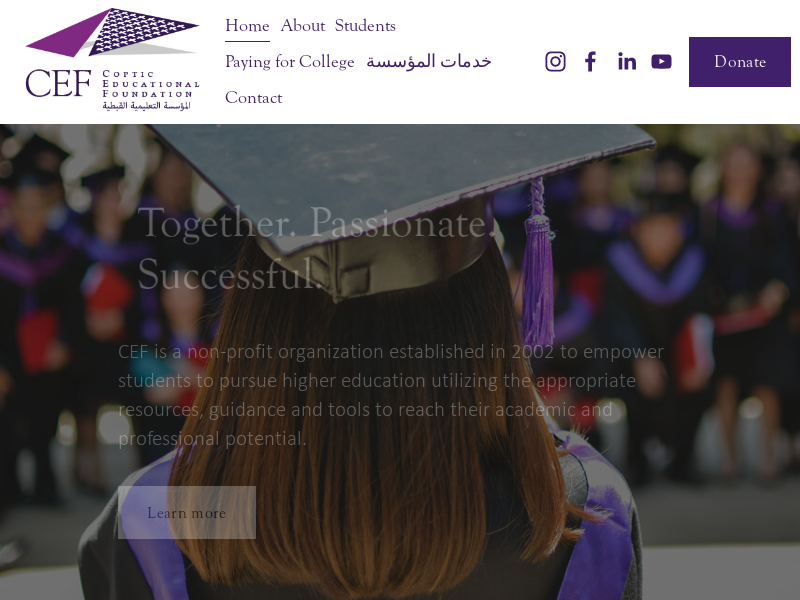 CEF
Coptic
Educational
Foundation
المؤسسة التعليمية القبطية
Home About Students
Paying for College خدمات المؤسسة
Contact
Donate
Together. Passionate.
Successful.
CEF is a non-profit organization established in 2002 to empower
students to pursue higher education utilizing the appropriate
resources, guidance and tools to reach their academic and
professional potential.
Learn more